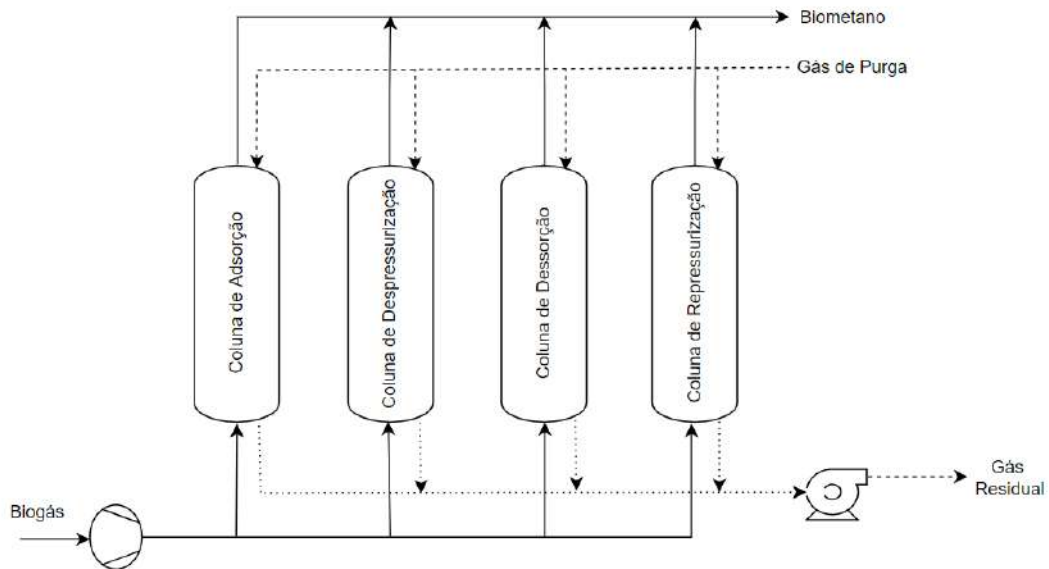 Biometano
Gás de Purga
Coluna de Adsorção
Coluna de Despressurização
Coluna de Dessorção
Coluna de Repressurização
Biogás
Gás
Residual